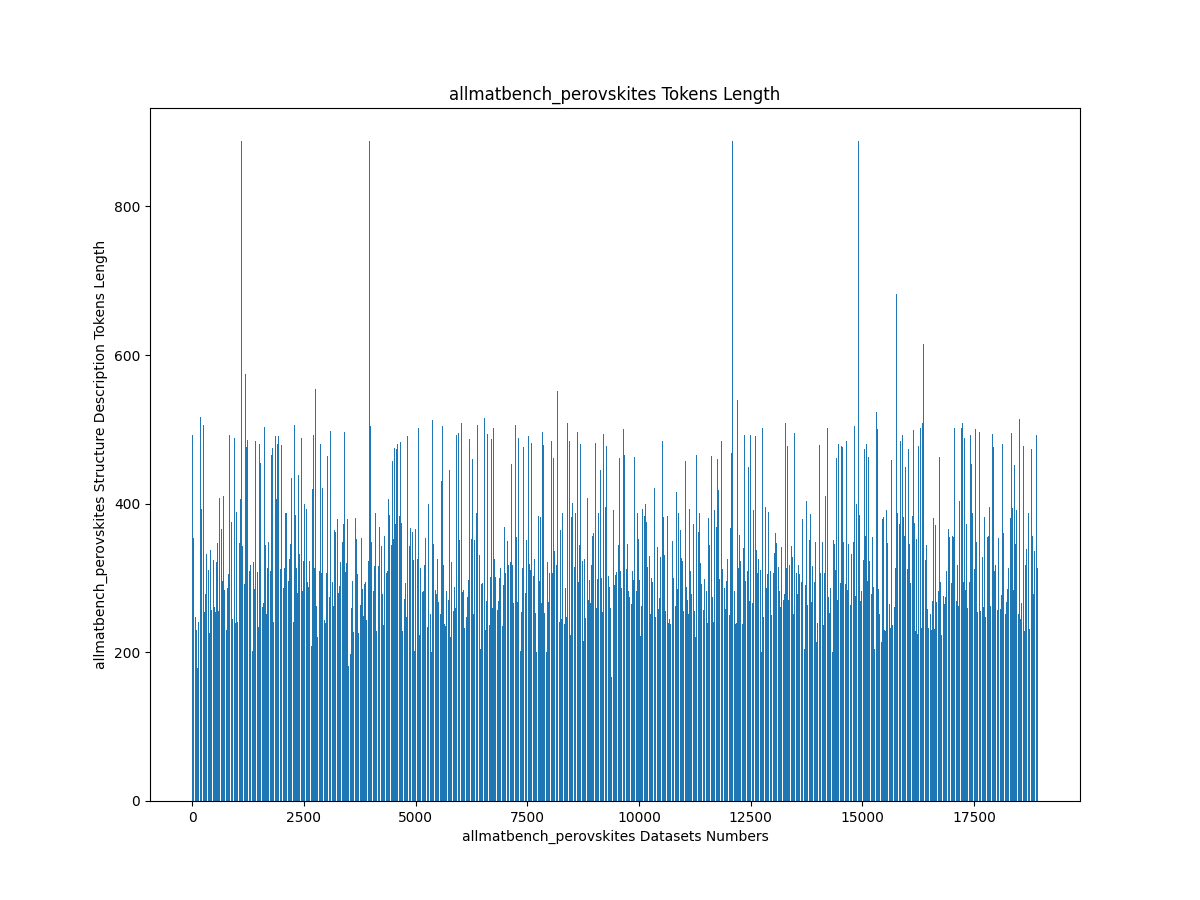 allmatbench_perovskites Tokens Length
allmatbench_perovskites Structure Description Tokens Length
800
600
400
200
0
0 2500 5000 7500 10000 12500 15000 17500
allmatbench_perovskites Datasets Numbers